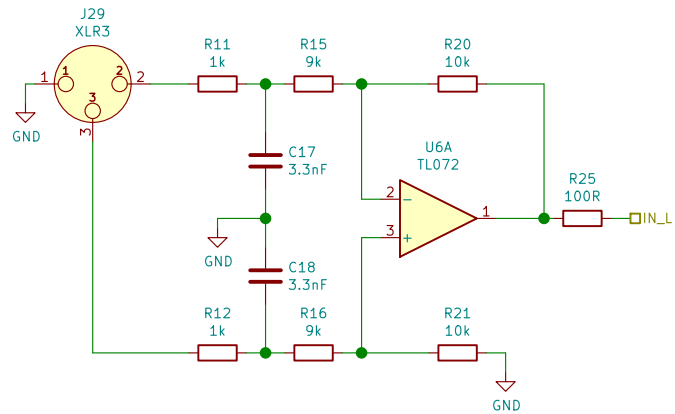 J29
XLR3
R11
1k
R15
9k
R20
10k
1
1
2
2
3
3
GND
C17
3.3nF
U6A
TL072
2
−
3
+
1
R25
100R
IN_L
GND
C18
3.3nF
R12
1k
R16
9k
R21
10k
GND